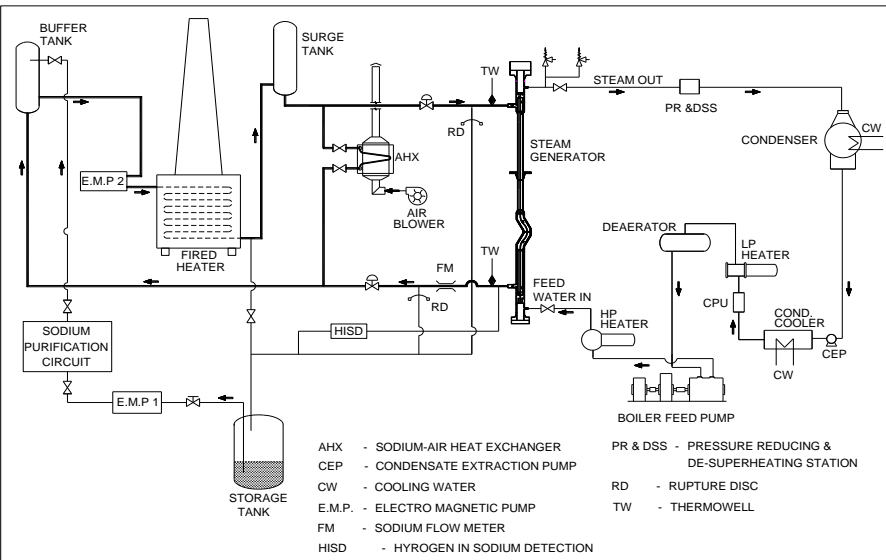 BUFFER
TANK
SURGE
TANK
TW
STEAM OUT
PR &DSS
CONDENSER
CW
RD
AHX
STEAM
GENERATOR
E.M.P 2
AIR
BLOWER
FIRED
HEATER
DEAERATOR
LP
HEATER
TW
FM
FEED
WATER IN
RD
HISD
HP
HEATER
CPU
COND.
COOLER
CEP
CW
SODIUM
PURIFICATION
CIRCUIT
E.M.P 1
BOILER FEED PUMP
STORAGE
TANK
AHX - SODIUM-AIR HEAT EXCHANGER
CEP - CONDENSATE EXTRACTION PUMP
CW - COOLING WATER
E.M.P. - ELECTRO MAGNETIC PUMP
FM - SODIUM FLOW METER
HISD - HYROGEN IN SODIUM DETECTION
PR & DSS - PRESSURE REDUCING &
DE-SUPERHEATING STATION
RD - RUPTURE DISC
TW - THERMOWELL